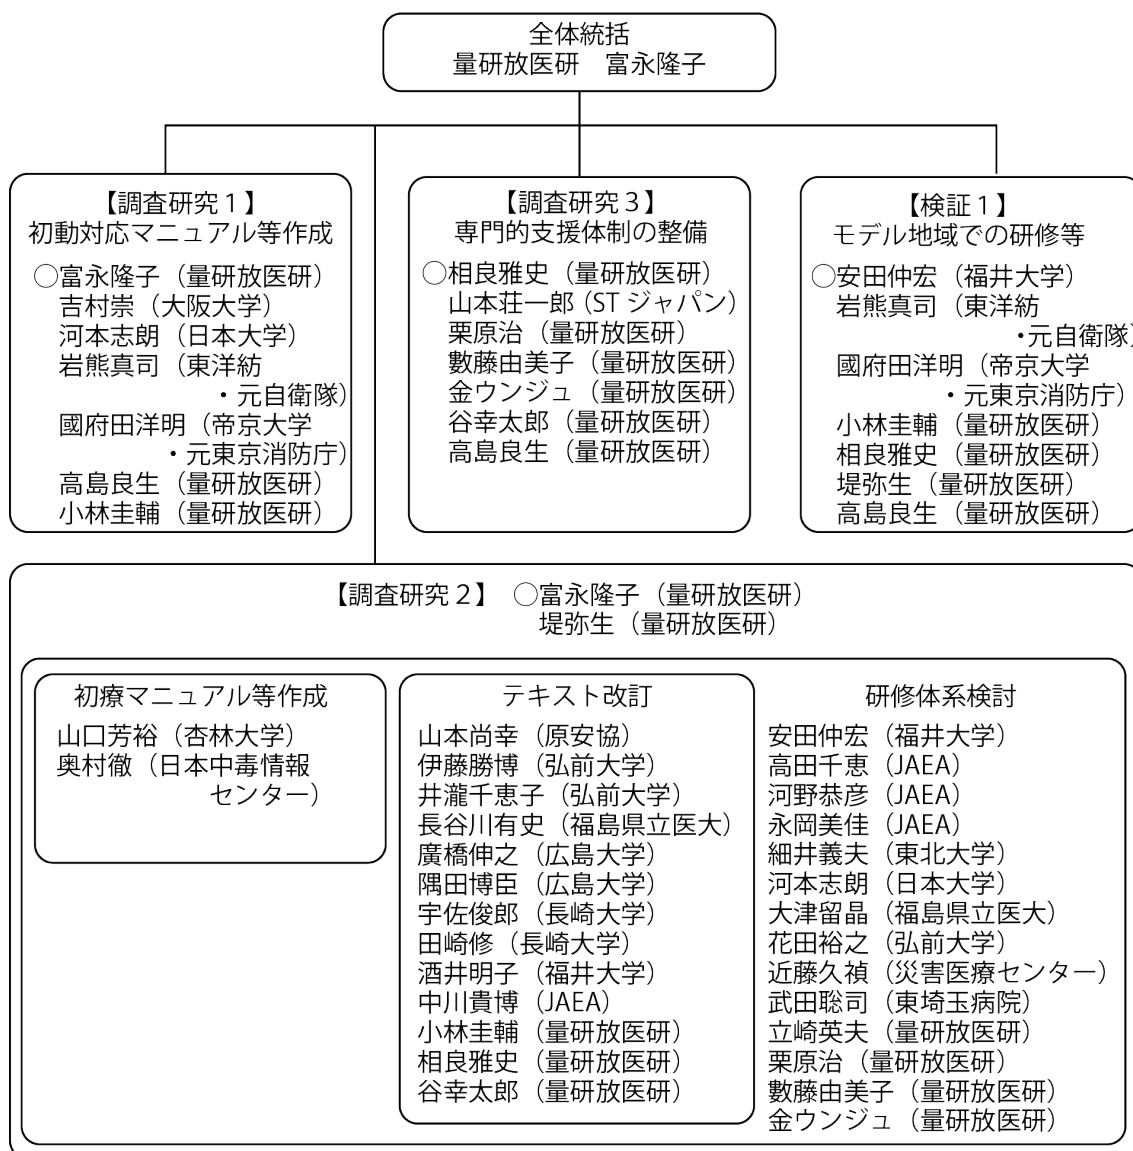 全体統括
量研放医研　富永隆子
【調査研究１】
初動対応マニュアル等作成
○富永隆子（量研放医研）
吉村崇（大阪大学）
河本志朗（日本大学）
岩熊真司（東洋紡
・元自衛隊）
國府田洋明（帝京大学
・元東京消防庁）
高島良生（量研放医研）
小林圭輔（量研放医研）
【調査研究３】
専門的支援体制の整備
○相良雅史（量研放医研）
山本荘一郎（ST ジャパン）
栗原治（量研放医研）
數藤由美子（量研放医研）
金ウンジュ（量研放医研）
谷幸太郎（量研放医研）
高島良生（量研放医研）
【検証１】
モデル地域での研修等
○安田仲宏（福井大学）
岩熊真司（東洋紡
・元自衛隊）
國府田洋明（帝京大学
・元東京消防庁）
小林圭輔（量研放医研）
相良雅史（量研放医研）
堤弥生（量研放医研）
高島良生（量研放医研）
【調査研究２】　○富永隆子（量研放医研）
堤弥生（量研放医研）
初療マニュアル等作成
山口芳裕（杏林大学）
奥村徹（日本中毒情報
センター）
テキスト改訂
山本尚幸（原安協）
伊藤勝博（弘前大学）
井瀧千恵子（弘前大学）
長谷川有史（福島県立医大）
廣橋伸之（広島大学）
隅田博臣（広島大学）
宇佐俊郎（長崎大学）
田崎修（長崎大学）
酒井明子（福井大学）
中川貴博（JAEA）
小林圭輔（量研放医研）
相良雅史（量研放医研）
谷幸太郎（量研放医研）
研修体系検討
安田仲宏（福井大学）
高田千恵（JAEA）
河野恭彦（JAEA）
永岡美佳（JAEA）
細井義夫（東北大学）
河本志朗（日本大学）
大津留晶（福島県立医大）
花田裕之（弘前大学）
近藤久禎（災害医療センター）
武田聡司（東埼玉病院）
立崎英夫（量研放医研）
栗原治（量研放医研）
數藤由美子（量研放医研）
金ウンジュ（量研放医研）